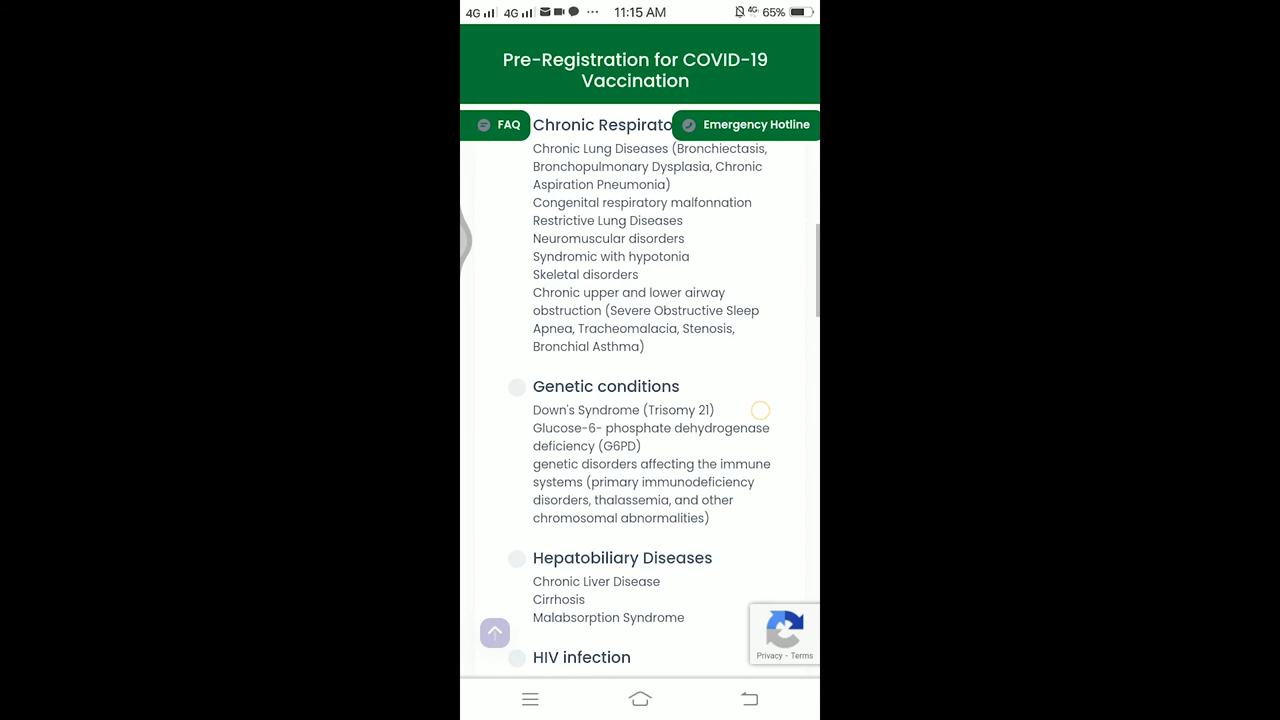 4G 4G ... 11:15 AM 4G 65%
Pre-Registration for COVID-19
Vaccination
FAQ
Chronic Respirato
Emergency Hotline
Chronic Lung Diseases (Bronchiectasis,
Bronchopulmonary Dysplasia, Chronic
Aspiration Pneumonia)
Congenital respiratory malfonnation
Restrictive Lung Diseases
Neuromuscular disorders
Syndromic with hypotonia
Skeletal disorders
Chronic upper and lower airway
obstruction (Severe Obstructive Sleep
Apnea, Tracheomalacia, Stenosis,
Bronchial Asthma)
Genetic conditions
Down's Syndrome (Trisomy 21)
Glucose-6- phosphate dehydrogenase
deficiency (G6PD)
genetic disorders affecting the immune
systems (primary immunodeficiency
disorders, thalassemia, and other
chromosomal abnormalities)
Hepatobiliary Diseases
Chronic Liver Disease
Cirrhosis
Malabsorption Syndrome
Privacy - Terms
HIV infection